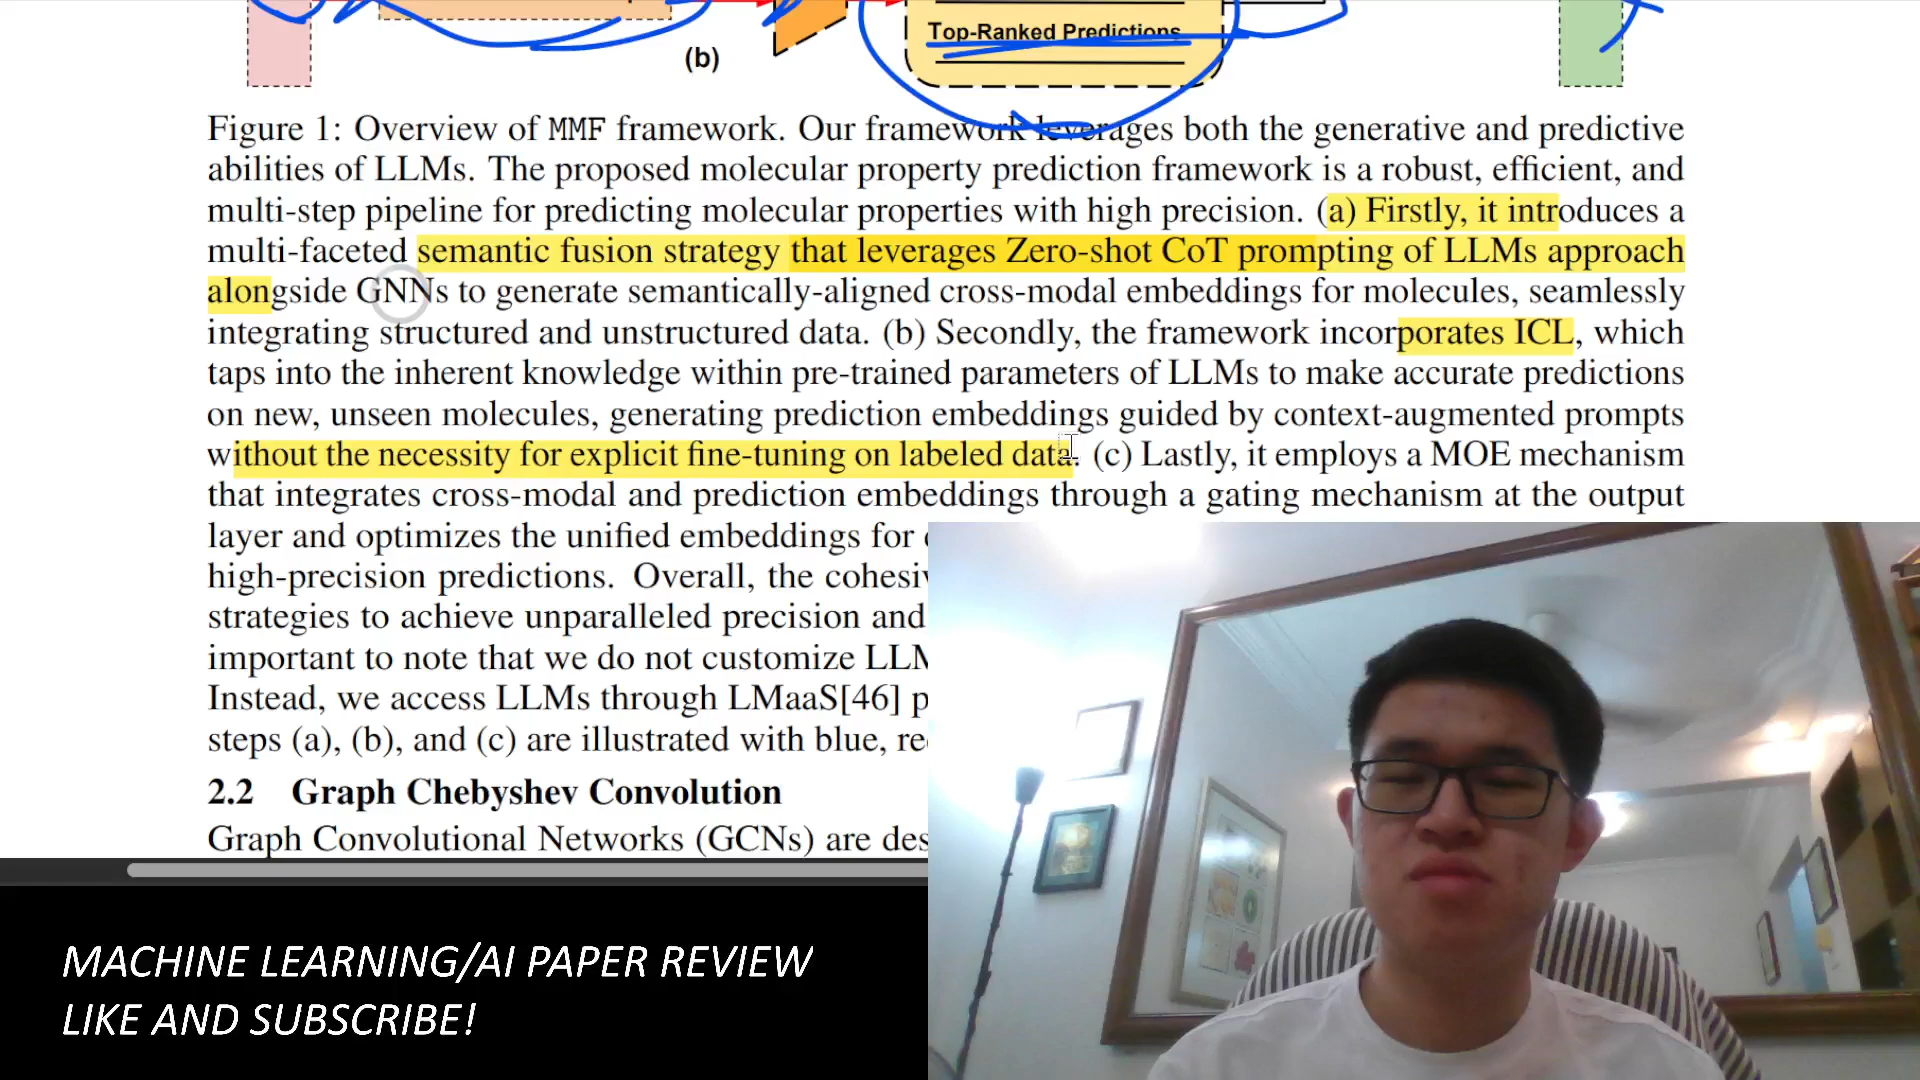 Top-Ranked Predictions
(b)
Figure 1: Overview of MMF framework. Our framework leverages both the generative and predictive
abilities of LLMs. The proposed molecular property prediction framework is a robust, efficient, and
multi-step pipeline for predicting molecular properties with high precision. (a) Firstly, it introduces a
multi-faceted semantic fusion strategy that leverages Zero-shot CoT prompting of LLMs approach
alongside GNNs to generate semantically-aligned cross-modal embeddings for molecules, seamlessly
integrating structured and unstructured data. (b) Secondly, the framework incorporates ICL, which
taps into the inherent knowledge within pre-trained parameters of LLMs to make accurate predictions
on new, unseen molecules, generating prediction embeddings guided by context-augmented prompts
without the necessity for explicit fine-tuning on labeled data. (c) Lastly, it employs a MOE mechanism
that integrates cross-modal and prediction embeddings through a gating mechanism at the output
layer and optimizes the unified embeddings for
high-precision predictions. Overall, the
strategies to achieve unparalleled precision and
important to note that we do not customize
Instead, we access LLMs through LMaaS[46]
steps (a), (b), and (c) are illustrated with blue,
2.2 Graph Chebyshev Convolution
Graph Convolutional Networks (GCNs) are
MACHINE LEARNING/AI PAPER REVIEW
LIKE AND SUBSCRIBE!